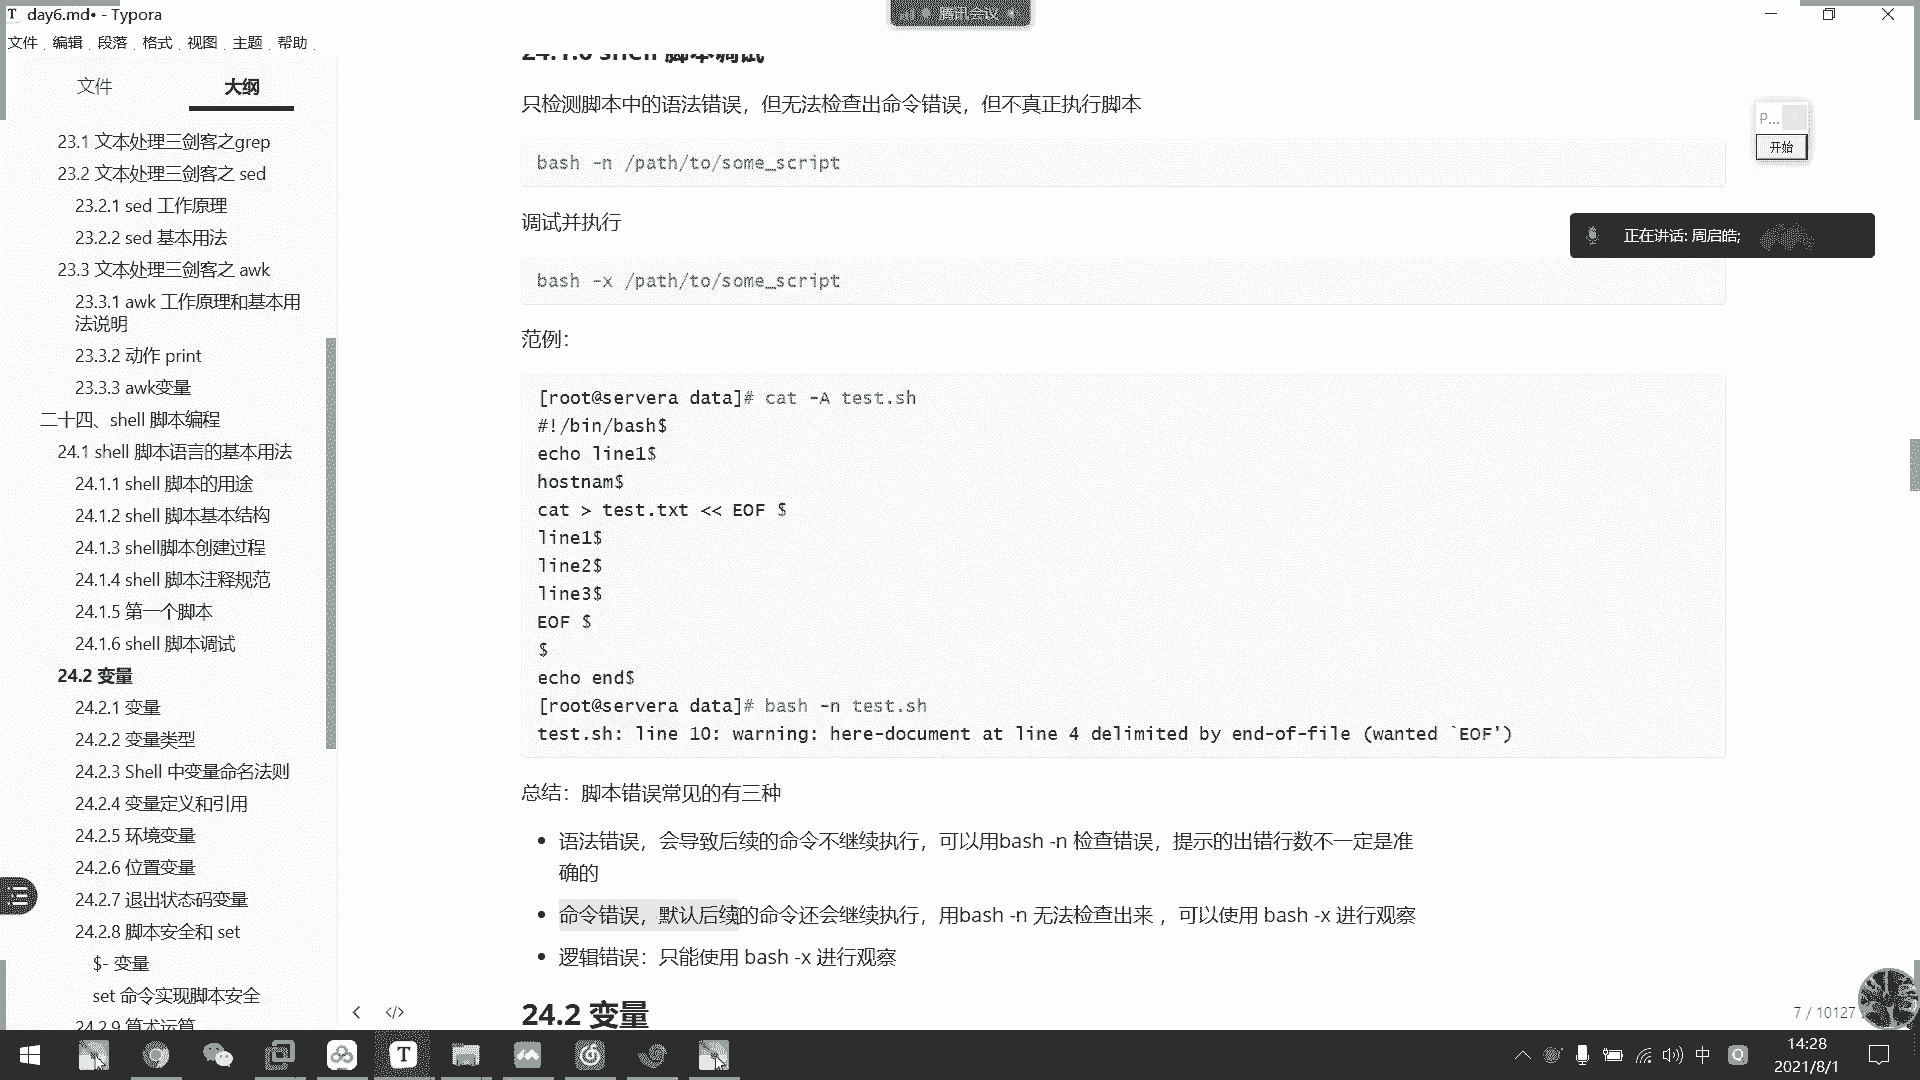 day6.md• - Typora
腾讯会议
文件 编辑 段落 格式 视图 主题 帮助
文件 大纲
23.1 文本处理三剑客之grep
23.2 文本处理三剑客之 sed
23.2.1 sed 工作原理
23.2.2 sed 基本用法
23.3 文本处理三剑客之 awk
23.3.1 awk 工作原理和基本用
法说明
23.3.2 动作 print
23.3.3 awk变量
二十四、shell 脚本编程
24.1 shell 脚本语言的基本用法
24.1.1 shell 脚本的用途
24.1.2 shell 脚本基本结构
24.1.3 shell脚本创建过程
24.1.4 shell 脚本注释规范
24.1.5 第一个脚本
24.1.6 shell 脚本调试
24.2 变量
24.2.1 变量
24.2.2 变量类型
24.2.3 Shell 中变量命名法则
24.2.4 变量定义和引用
24.2.5 环境变量
24.2.6 位置变量
24.2.7 退出状态码变量
24.2.8 脚本安全和 set
$- 变量
set 命令实现脚本安全
24.2.9 算术运算
24.1.6 shell 脚本调试
只检测脚本中的语法错误，但无法检查出命令错误，但不真正执行脚本
bash -n /path/to/some_script
调试并执行
bash -x /path/to/some_script
范例：
[root@servera data]# cat -A test.sh
#!/bin/bash$
echo line1$
hostnam$
cat > test.txt << EOF $
line1$
line2$
line3$
EOF $
$
echo end$
[root@servera data]# bash -n test.sh
test.sh: line 10: warning: here-document at line 4 delimited by end-of-file (wanted `EOF')
总结：脚本错误常见的有三种
• 语法错误，会导致后续的命令不继续执行，可以用bash -n 检查错误，提示的出错行数不一定是准
确的
• 命令错误，默认后续的命令还会继续执行，用bash -n 无法检查出来 ，可以使用 bash -x 进行观察
• 逻辑错误：只能使用 bash -x 进行观察
24.2 变量
P...
开始
正在讲话: 周启皓;
7 / 10127
中
14:28
2021/8/1